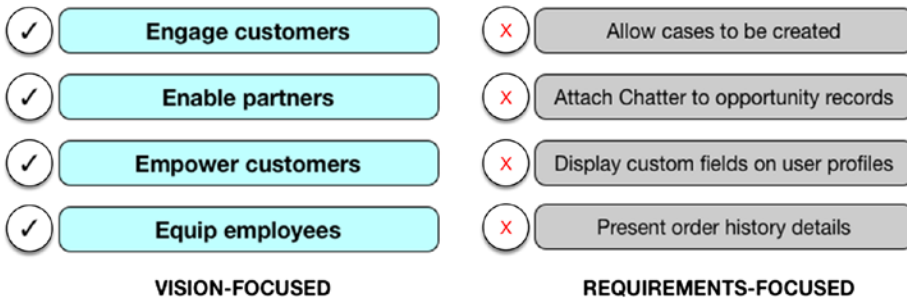 Engage customers
Enable partners
Empower customers
Equip employees
VISION-FOCUSED
X Allow cases to be created
X Attach Chatter to opportunity records
X Display custom fields on user profiles
X Present order history details
REQUIREMENTS-FOCUSED